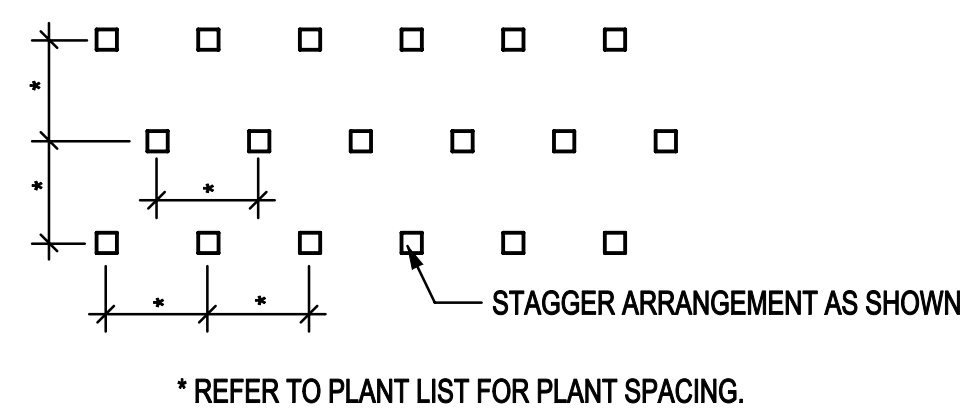 *
*
*
* *
STAGGER ARRANGEMENT AS SHOWN
* REFER TO PLANT LIST FOR PLANT SPACING.